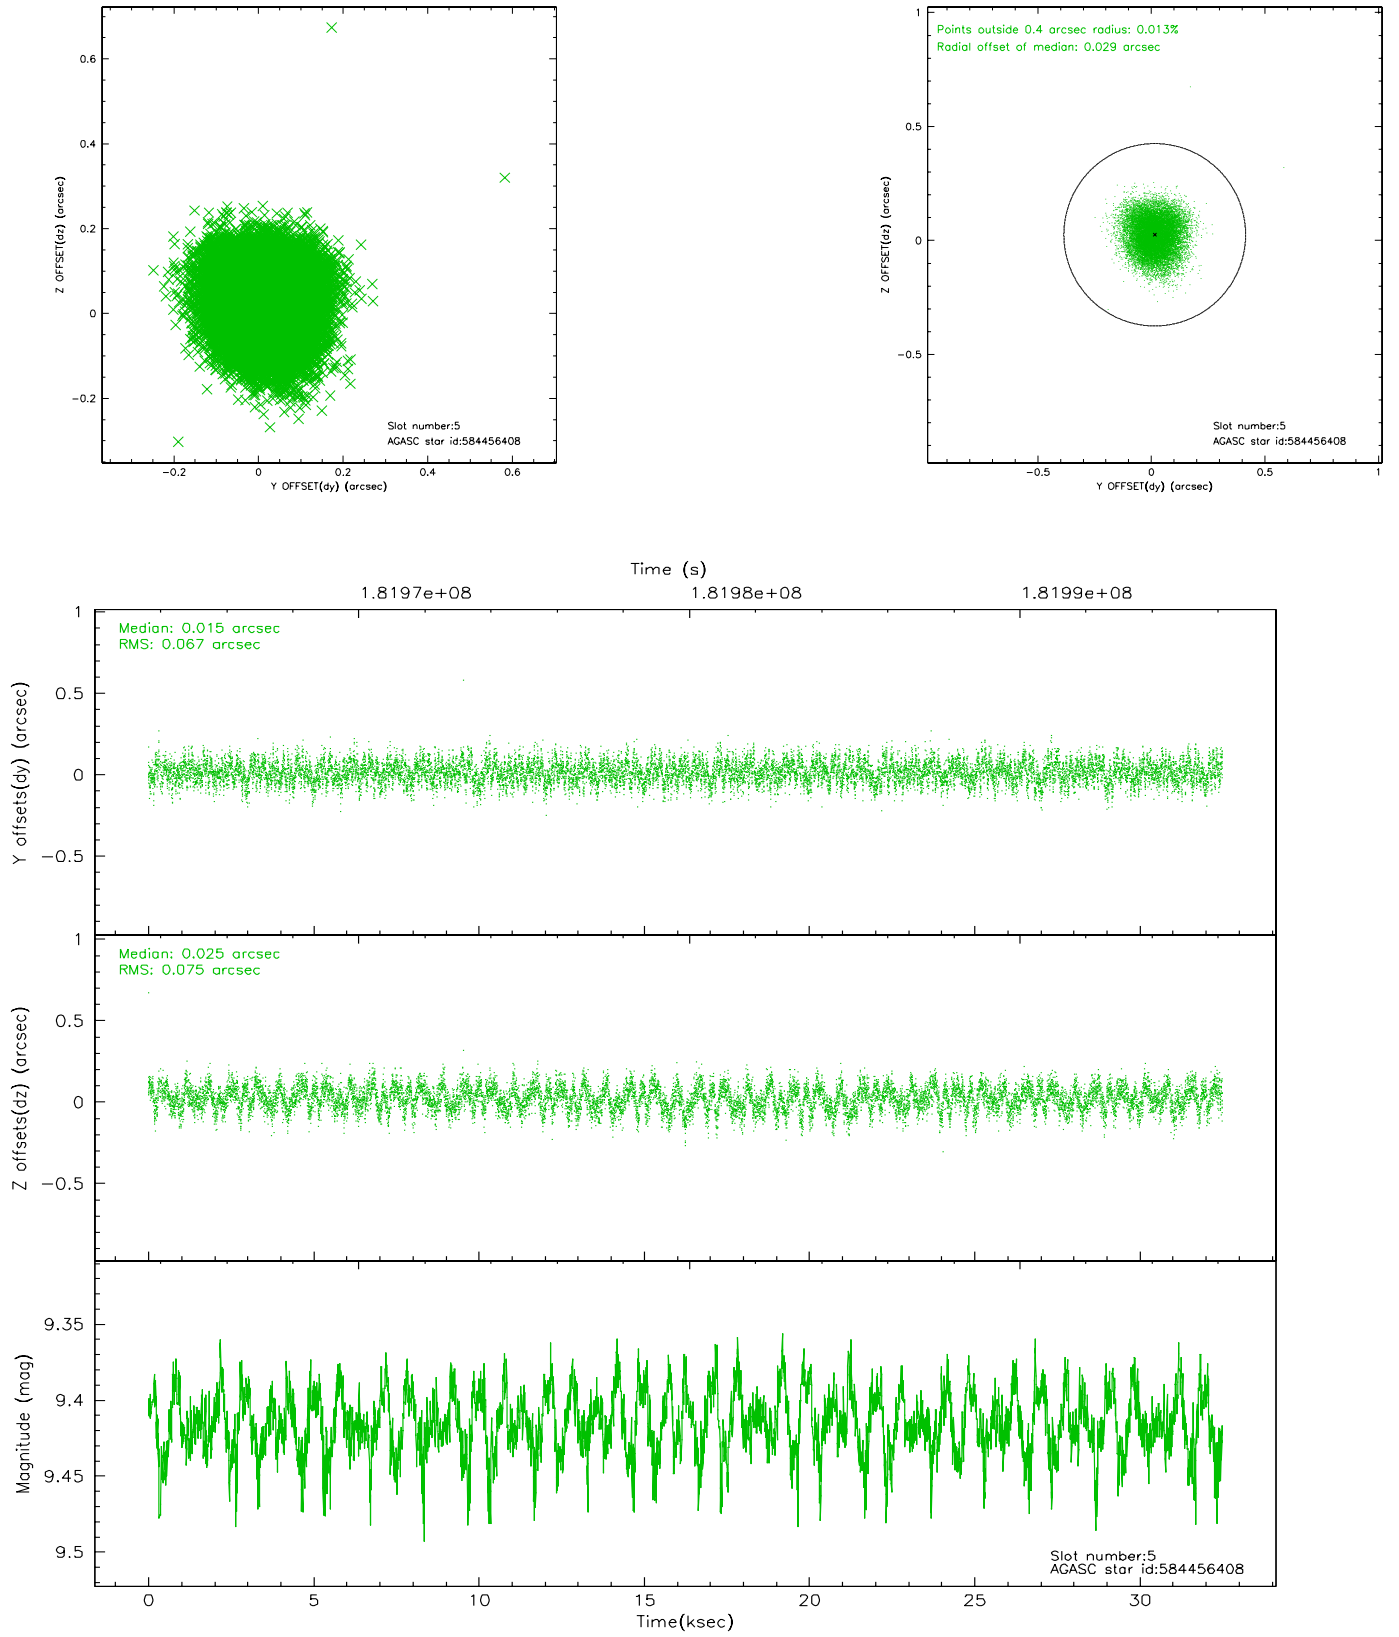 0.6
0.4
0.2
0
−0.2
Z OFFSET(dz) (arcsec)
Slot number:5
AGASC star id:584456408
−0.2 0 0.2 0.4 0.6
Y OFFSET(dy) (arcsec)
Points outside 0.4 arcsec radius: 0.013%
Radial offset of median: 0.029 arcsec
1
0.5
0
−0.5
Z OFFSET(dz) (arcsec)
Slot number:5
AGASC star id:584456408
−0.5 0 0.5 1
Y OFFSET(dy) (arcsec)
Time (s)
1.8197e+08 1.8198e+08 1.8199e+08
Median: 0.015 arcsec
RMS: 0.067 arcsec
1
0.5
0
−0.5
Y offsets(dy) (arcsec)
Median: 0.025 arcsec
RMS: 0.075 arcsec
1
0.5
0
−0.5
Z offsets(dz) (arcsec)
9.35
9.4
9.45
9.5
Magnitude (mag)
Slot number:5
AGASC star id:584456408
0 5 10 15 20 25 30
Time(ksec)